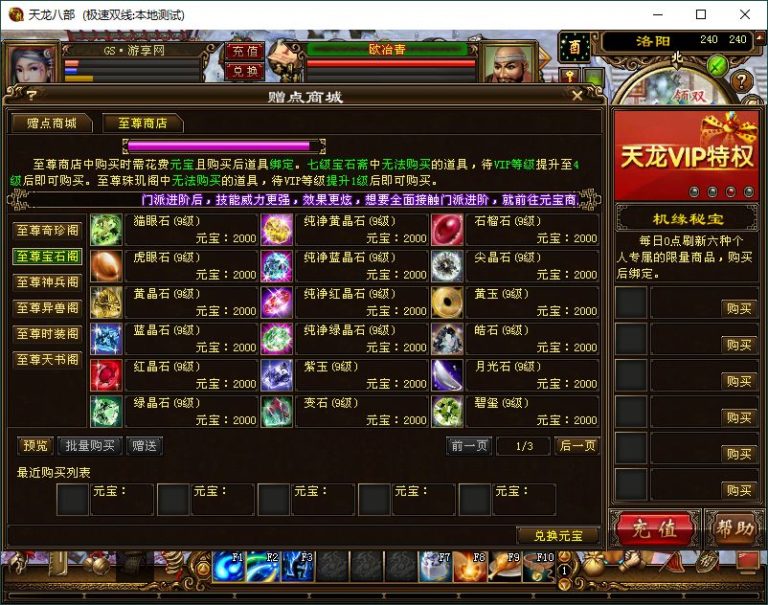 天龙八部 (极速双线:本地测试)
GS·游享网
充值
兑换
欧冶青
酉
洛阳
240 240
北
赠点商城
赠点商城
至尊商店
至尊商店中购买时需花费元宝且购买后道具绑定。七级宝石斋中无法购买的道具，待VIP等级提升至4
级后即可购买。至尊珠玑阁中无法购买的道具，待VIP等级提升1级后即可购买。
门派进阶后，技能威力更强，效果更炫，想要全面接触门派进阶，就前往元宝商
至尊奇珍阁
至尊宝石阁
至尊神兵阁
至尊异兽阁
至尊时装阁
至尊天书阁
猫眼石(9级)
元宝：2000
纯净黄晶石(9级)
元宝：2000
石榴石(9级)
元宝：2000
虎眼石(9级)
元宝：2000
纯净蓝晶石(9级)
元宝：2000
尖晶石(9级)
元宝：2000
黄晶石(9级)
元宝：2000
纯净红晶石(9级)
元宝：2000
黄玉(9级)
元宝：2000
蓝晶石(9级)
元宝：2000
纯净绿晶石(9级)
元宝：2000
皓石(9级)
元宝：2000
红晶石(9级)
元宝：2000
紫玉(9级)
元宝：2000
月光石(9级)
元宝：2000
绿晶石(9级)
元宝：2000
变石(9级)
元宝：2000
碧玺(9级)
元宝：2000
预览
批量购买
赠送
前一页
1/3
后一页
最近购买列表
元宝：
元宝：
元宝：
元宝：
元宝：
兑换元宝
天龙VIP特权
机缘秘宝
每日0点刷新六种个
人专属的限量商品，购买
后绑定。
购买
购买
购买
购买
购买
购买
充值
帮助
F1
F2
F3
F7
F8
F9
F10
1